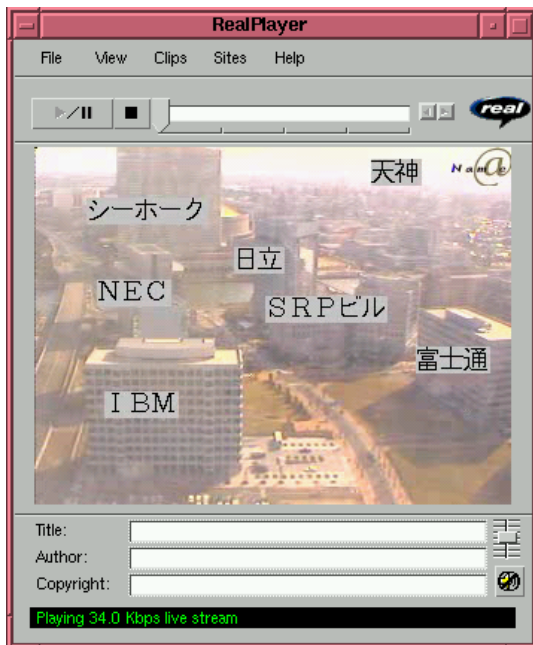 RealPlayer
File View Clips Sites Help
real
天神
Name
シーホーク
日立
NEC
SRPビル
富士通
IBM
Title:
Author:
Copyright:
Playing 34.0 Kbps live stream